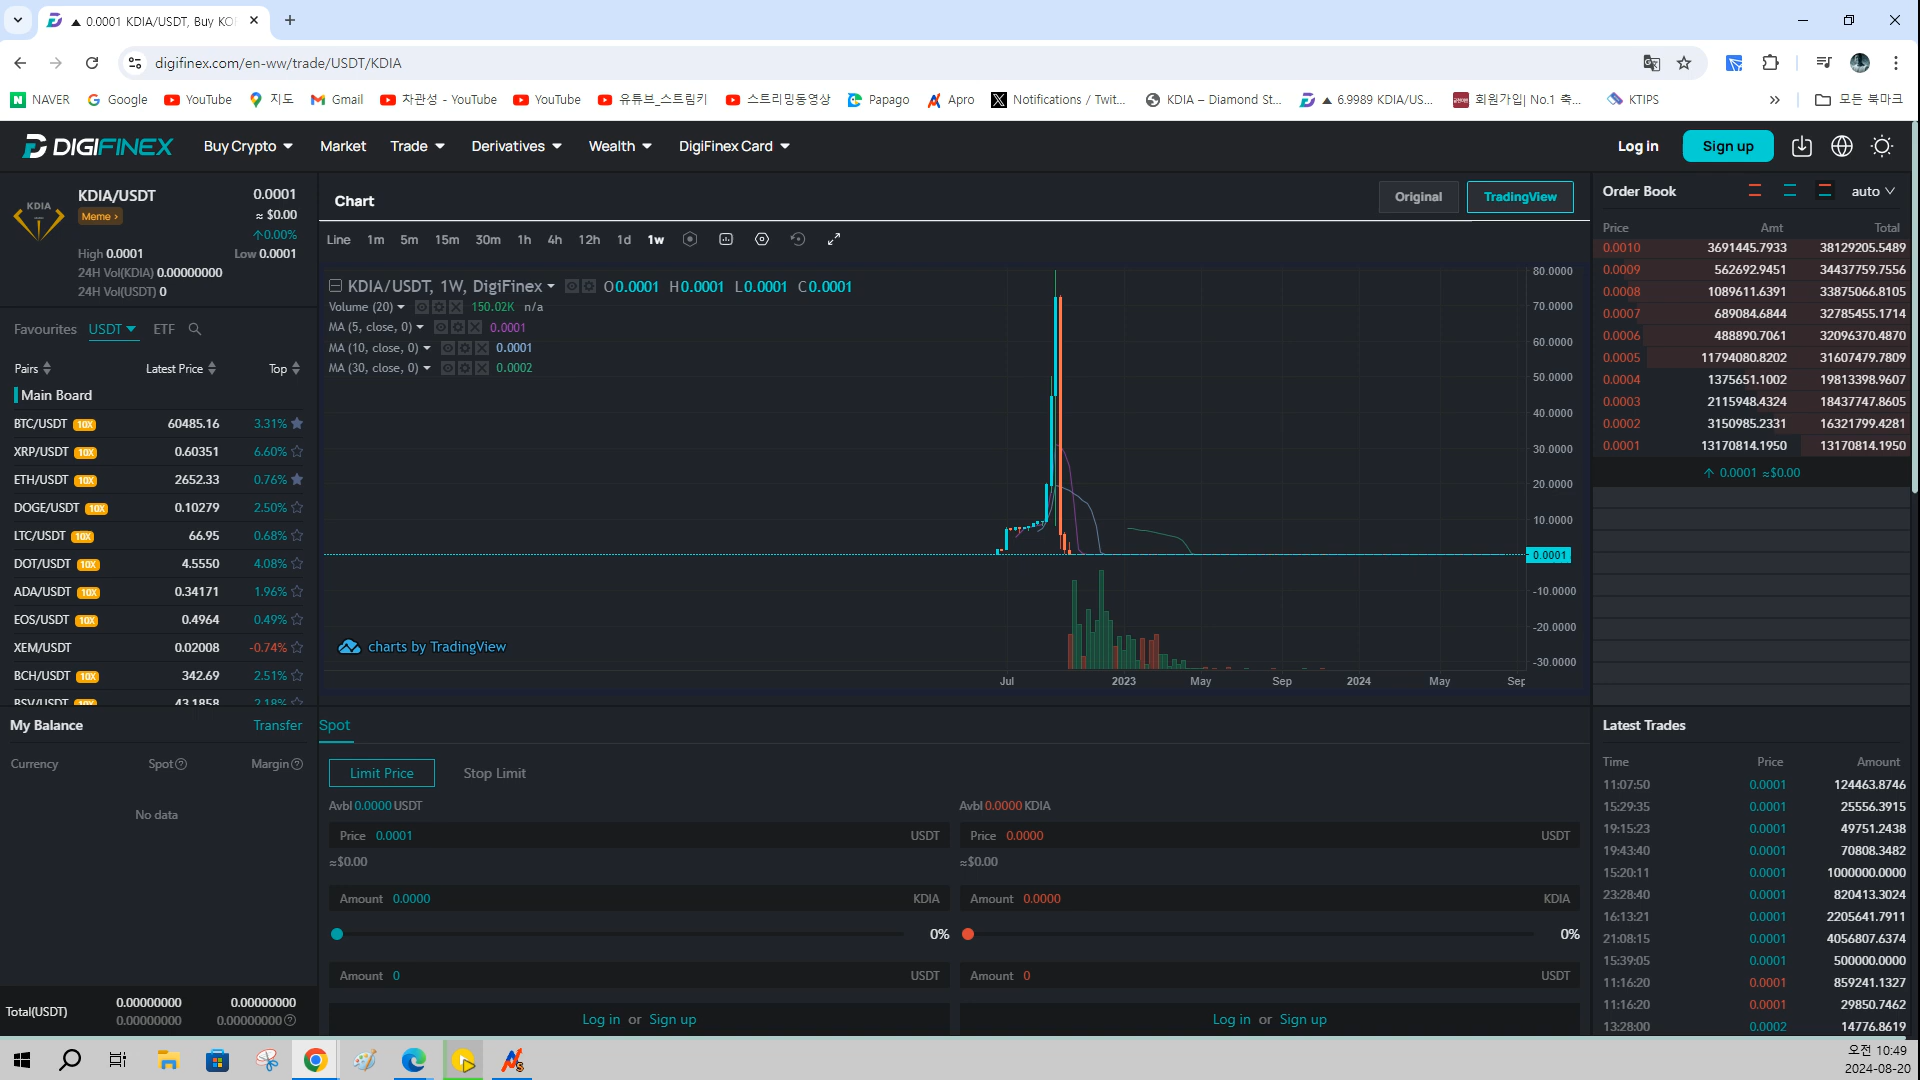 ▲ 0.0001 KDIA/USDT, Buy KD
digifinex.com/en-ww/trade/USDT/KDIA
NAVER
Google
YouTube
지도
Gmail
차관성 - YouTube
YouTube
유튜브_스트림키
스트리밍동영상
Papago
Apro
Notifications / Twit...
KDIA – Diamond St...
▲ 6.9989 KDIA/US...
회원가입| No.1 축...
KTIPS
모든 북마크
DIGIFINEX
Buy Crypto
Market
Trade
Derivatives
Wealth
DigiFinex Card
Log in
Sign up
KDIA
KDIA/USDT
0.0001
Meme ›
≈ $0.00
↑0.00%
High 0.0001
Low 0.0001
24H Vol(KDIA) 0.00000000
24H Vol(USDT) 0
Favourites
USDT
ETF
Pairs
Latest Price
Top
Main Board
BTC/USDT 10X 60485.16 3.31%
XRP/USDT 10X 0.60351 6.60%
ETH/USDT 10X 2652.33 0.76%
DOGE/USDT 10X 0.10279 2.50%
LTC/USDT 10X 66.95 0.68%
DOT/USDT 10X 4.5550 4.08%
ADA/USDT 10X 0.34171 1.96%
EOS/USDT 10X 0.4964 0.49%
XEM/USDT 0.02008 -0.74%
BCH/USDT 10X 342.69 2.51%
BSV/USDT 10X 43.1858 2.18%
My Balance
Transfer
Currency
Spot
Margin
No data
Total(USDT)
0.00000000 0.00000000
0.00000000 0.00000000
Chart
Original
TradingView
Line 1m 5m 15m 30m 1h 4h 12h 1d 1w
KDIA/USDT, 1W, DigiFinex O0.0001 H0.0001 L0.0001 C0.0001
Volume (20) 150.02K n/a
MA (5, close, 0) 0.0001
MA (10, close, 0) 0.0001
MA (30, close, 0) 0.0002
80.0000
70.0000
60.0000
50.0000
40.0000
30.0000
20.0000
10.0000
0.0001
-10.0000
-20.0000
-30.0000
charts by TradingView
Jul 2023 May Sep 2024 May Sep
Spot
Limit Price
Stop Limit
Avbl 0.0000 USDT
Price 0.0001 USDT
≈$0.00
Amount 0.0000 KDIA
0%
Amount 0 USDT
Log in or Sign up
Avbl 0.0000 KDIA
Price 0.0000 USDT
≈$0.00
Amount 0.0000 KDIA
0%
Amount 0 USDT
Log in or Sign up
Order Book
auto
Price Amt Total
0.0010 3691445.7933 38129205.5489
0.0009 562692.9451 34437759.7556
0.0008 1089611.6391 33875066.8105
0.0007 689084.6844 32785455.1714
0.0006 488890.7061 32096370.4870
0.0005 11794080.8202 31607479.7809
0.0004 1375651.1002 19813398.9607
0.0003 2115948.4324 18437747.8605
0.0002 3150985.2331 16321799.4281
0.0001 13170814.1950 13170814.1950
↑ 0.0001 ≈$0.00
Latest Trades
Time Price Amount
11:07:50 0.0001 124463.8746
15:29:35 0.0001 25556.3915
19:15:23 0.0001 49751.2438
19:43:40 0.0001 70808.3482
15:20:11 0.0001 1000000.0000
23:28:40 0.0001 820413.3024
16:13:21 0.0001 2205641.7911
21:08:15 0.0001 4056807.6374
15:39:05 0.0001 500000.0000
11:16:20 0.0001 859241.1327
11:16:20 0.0001 29850.7462
13:28:00 0.0002 14776.8619
오전 10:49
2024-08-20